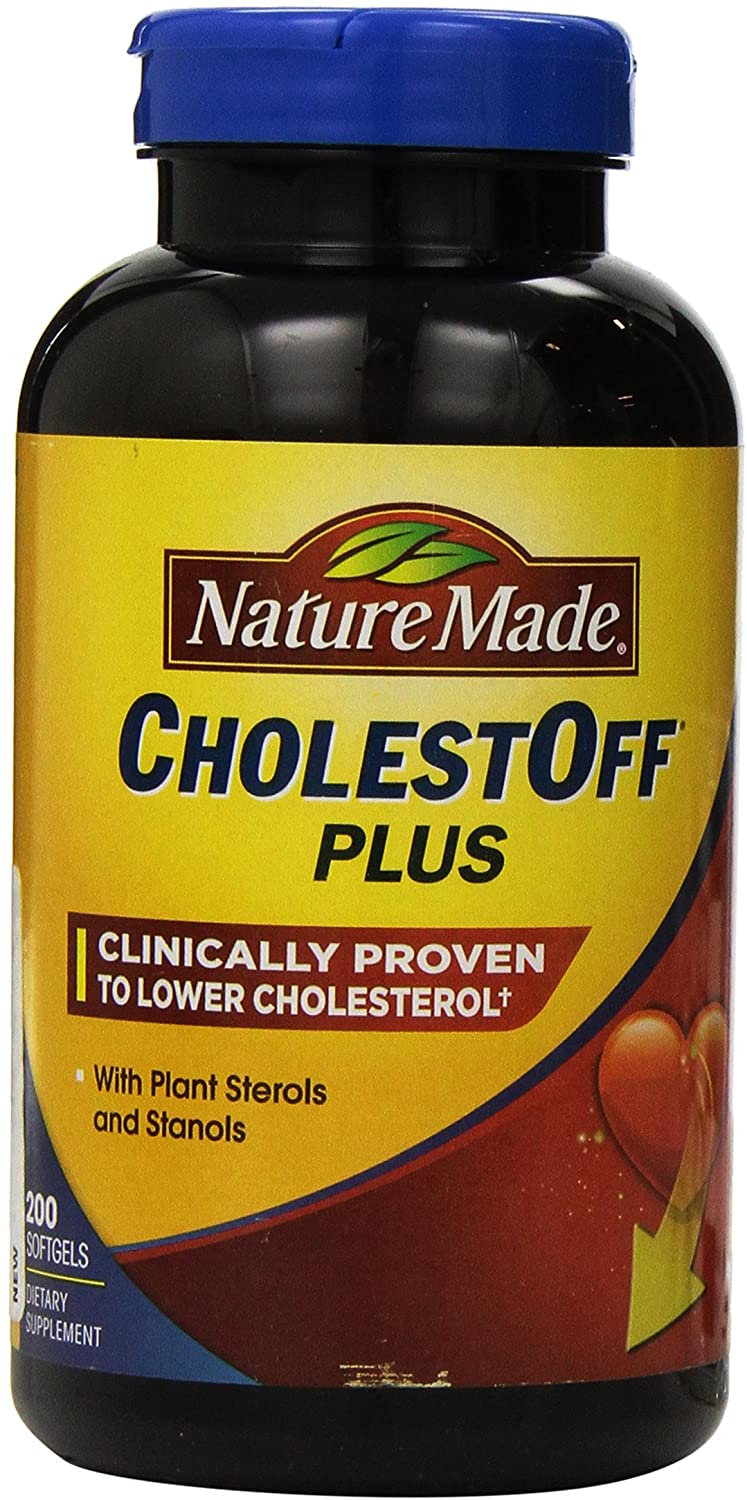 Nature Made®
CHOLESTOFF®
PLUS
CLINICALLY PROVEN
TO LOWER CHOLESTEROL†
With Plant Sterols
and Stanols
200
SOFTGELS
DIETARY
SUPPLEMENT
NEW